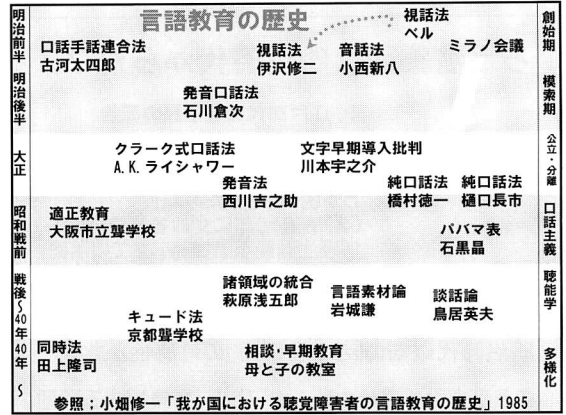 言語教育の歴史
明治前半
創始期
視話法
ベル
ミラノ会議
口話手話連合法
古河太四郎
視話法
伊沢修二
音話法
小西新八
明治後半
模索期
発音口話法
石川倉次
大正
公立・分離
クラーク式口話法
A.K.ライシャワー
文字早期導入批判
川本宇之介
発音法
西川吉之助
純口話法
橋村徳一
純口話法
樋口長市
昭和戦前
口話主義
適正教育
大阪市立聾学校
パバマ表
石黒晶
戦後〜40年
聴能学
諸領域の統合
萩原浅五郎
言語素材論
岩城謙
談話論
鳥居英夫
キュード法
京都聾学校
40年〜
多様化
同時法
田上隆司
相談・早期教育
母と子の教室
参照；小畑修一「我が国における聴覚障害者の言語教育の歴史」1985